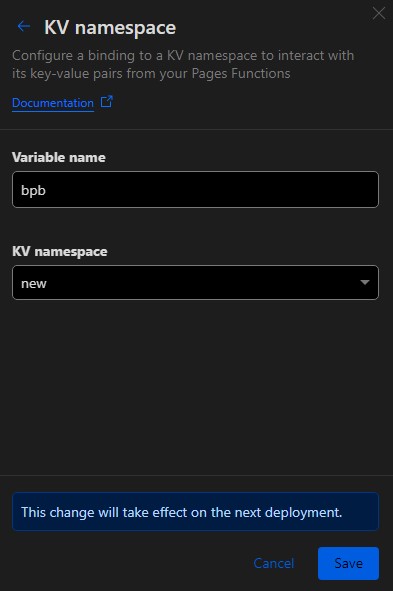 KV namespace
Configure a binding to a KV namespace to interact with
its key-value pairs from your Pages Functions
Documentation
Variable name
bpb
KV namespace
new
This change will take effect on the next deployment.
Cancel
Save